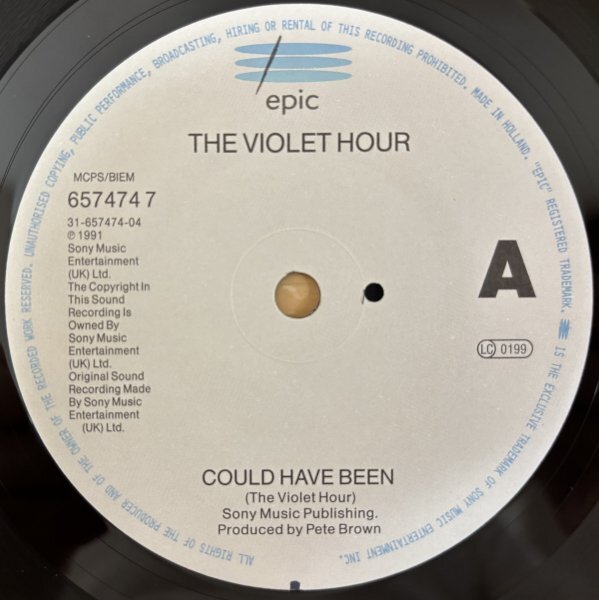 epic
THE VIOLET HOUR
MCPS/BIEM
657474 7
31-657474-04
℗ 1991
Sony Music
Entertainment
(UK) Ltd.
The Copyright In
This Sound
Recording Is
Owned By
Sony Music
Entertainment
(UK) Ltd.
Original Sound
Recording Made
By Sony Music
Entertainment
(UK) Ltd.
A
LC 0199
COULD HAVE BEEN
(The Violet Hour)
Sony Music Publishing.
Produced by Pete Brown
ALL RIGHTS OF THE PRODUCER AND OF THE OWNER OF THE RECORDED WORK RESERVED. UNAUTHORISED COPYING, PUBLIC PERFORMANCE, BROADCASTING, HIRING OR RENTAL OF THIS RECORDING PROHIBITED. MADE IN HOLLAND. "EPIC" REGISTERED TRADEMARK. IS THE EXCLUSIVE TRADEMARK OF SONY MUSIC ENTERTAINMENT INC.